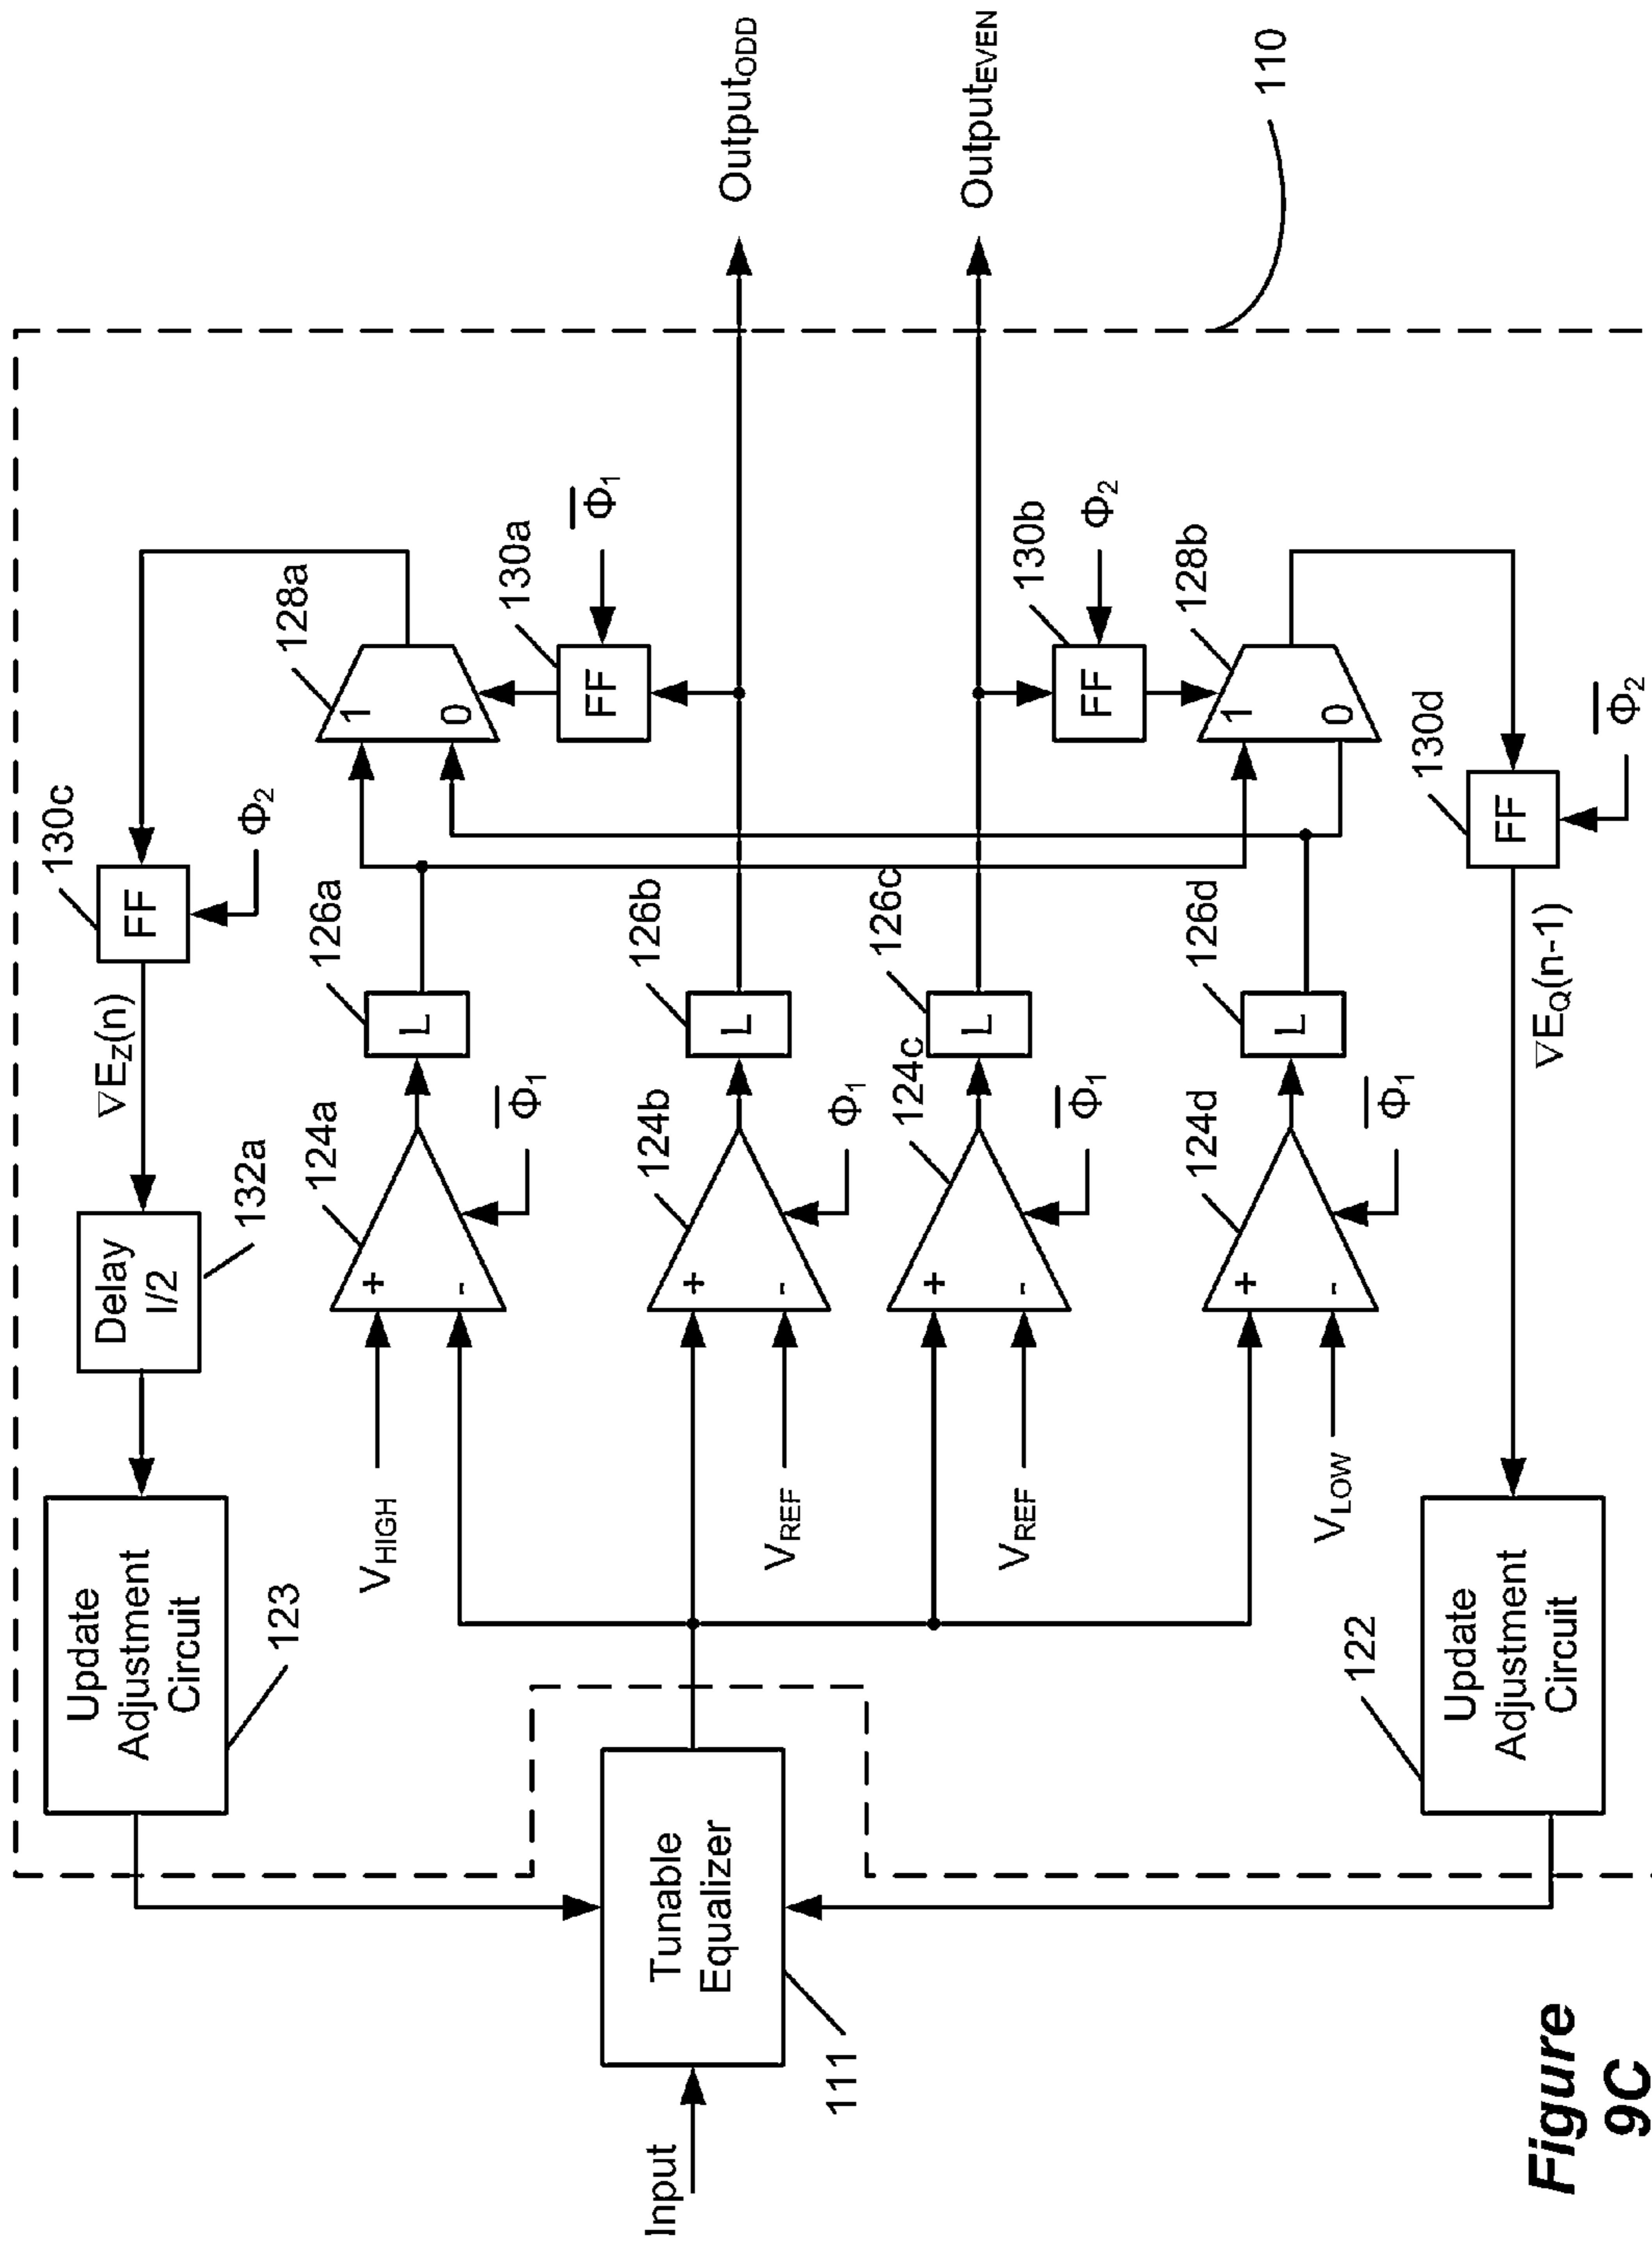 Input
Tunable
Equalizer
111
Update
Adjustment
Circuit
123
Delay
I/2
132a
∇E_Z(n)
FF
130c
Φ₂
V_HIGH
+
-
124a
Φ̅₁
L
126a
1
0
128a
FF
130a
Φ̅₁
V_REF
+
-
124b
Φ₁
L
126b
Output_ODD
V_REF
+
-
124c
Φ̅₁
L
126c
Output_EVEN
FF
130b
Φ₂
V_LOW
+
-
124d
Φ̅₁
L
126d
1
0
128b
Update
Adjustment
Circuit
122
∇E_Q(n-1)
FF
130d
Φ̅₂
110
Figure
9C